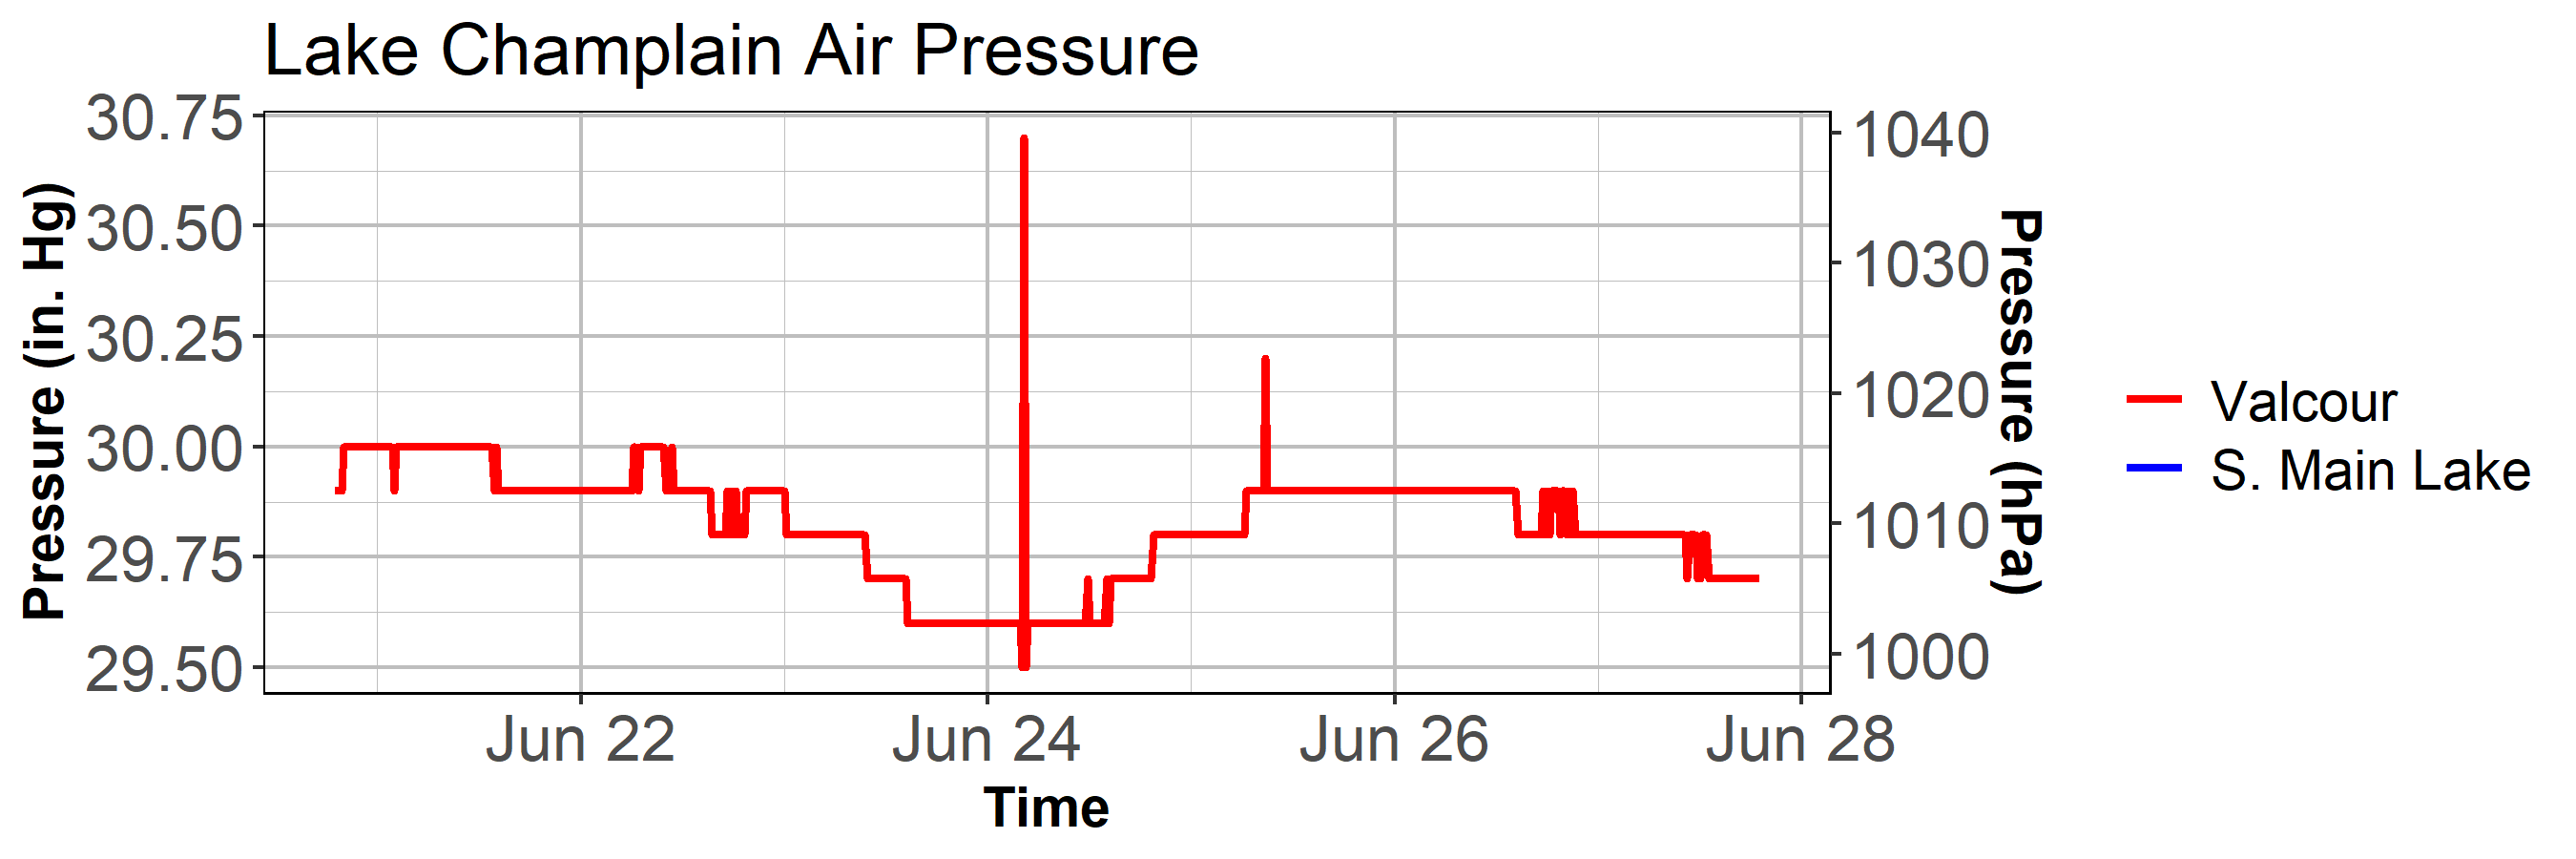 Lake Champlain Air Pressure
Pressure (in. Hg)
30.75
30.50
30.25
30.00
29.75
29.50
1040
1030
1020
1010
1000
Pressure (hPa)
Jun 22
Jun 24
Jun 26
Jun 28
Time
Valcour
S. Main Lake